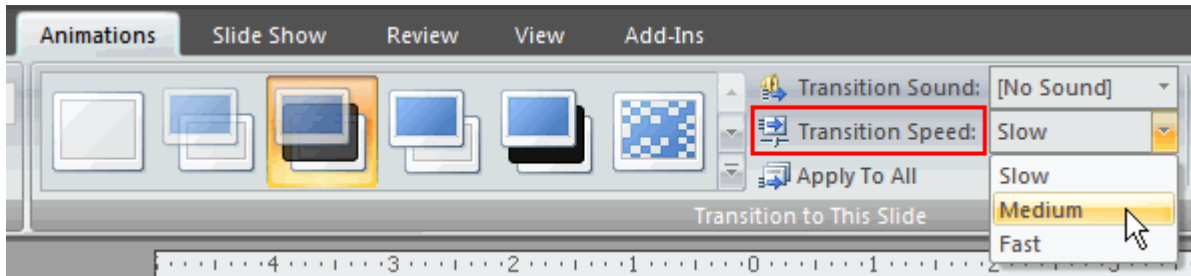 Animations Slide Show Review View Add-Ins
Transition Sound: [No Sound]
Transition Speed: Slow
Apply To All
Slow
Medium
Fast
Transition to This Slide
4 3 2 1 0 1 2 3